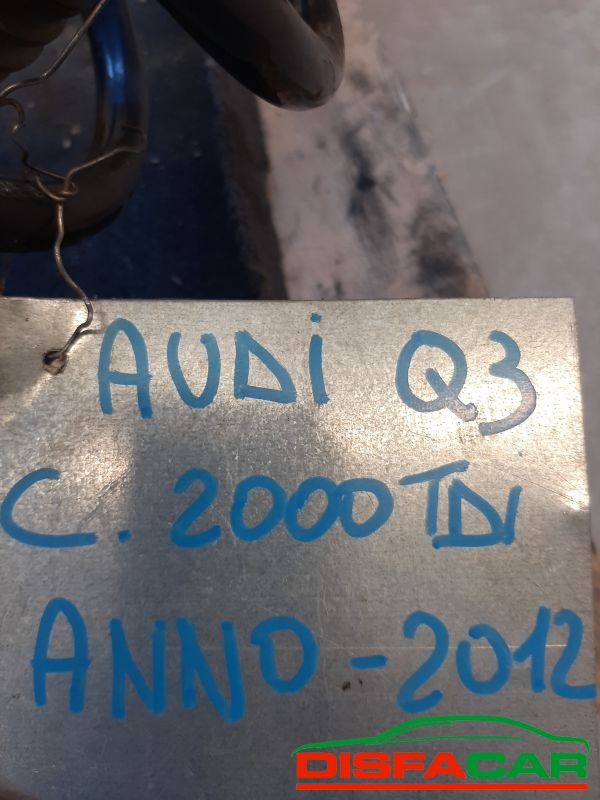 AUDi Q3
C. 2000 TDI
ANNO - 2012
DISFACAR